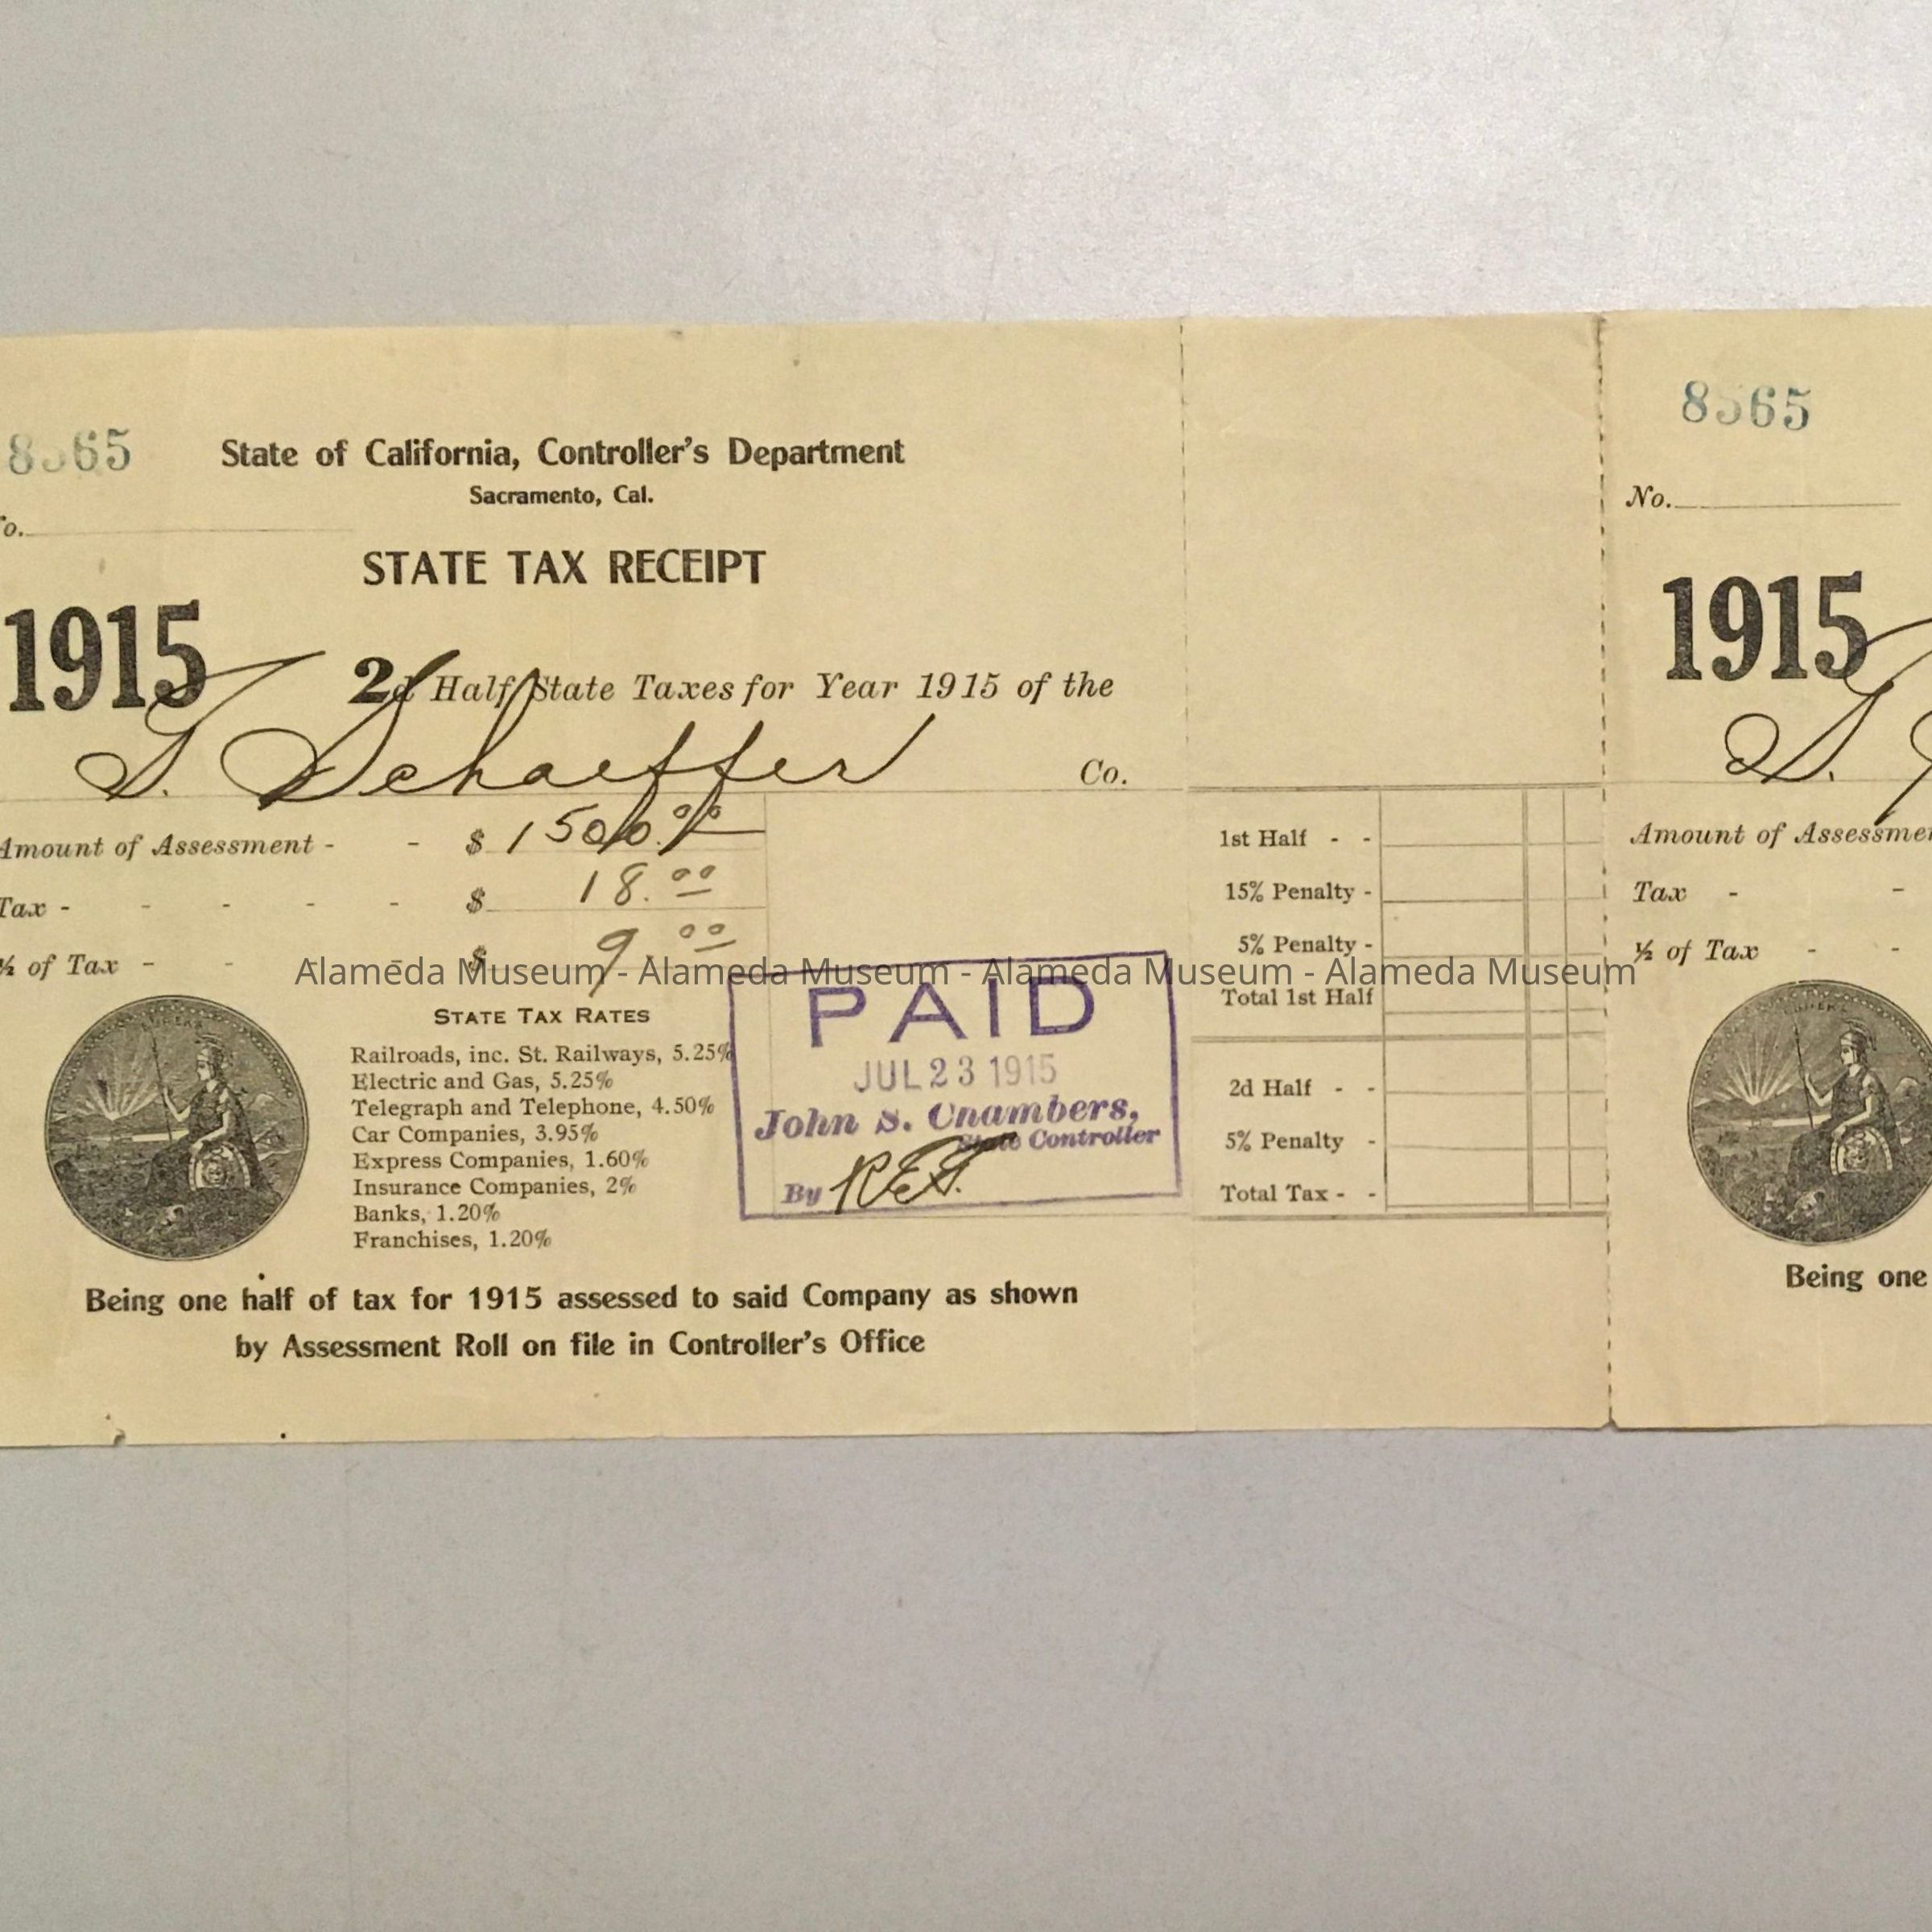 8565
State of California, Controller's Department
Sacramento, Cal.
o.
STATE TAX RECEIPT
1915
2d Half State Taxes for Year 1915 of the
Schaeffer Co.
Amount of Assessment - - $ 1500.00
Tax - - - - - $ 18.00
½ of Tax - - - - $ 9.00
STATE TAX RATES
Railroads, inc. St. Railways, 5.25%
Electric and Gas, 5.25%
Telegraph and Telephone, 4.50%
Car Companies, 3.95%
Express Companies, 1.60%
Insurance Companies, 2%
Banks, 1.20%
Franchises, 1.20%
PAID
JUL 23 1915
John S. Chambers,
State Controller
By
Being one half of tax for 1915 assessed to said Company as shown
by Assessment Roll on file in Controller's Office
1st Half - -
15% Penalty -
5% Penalty -
Total 1st Half
2d Half - -
5% Penalty -
Total Tax - -
8565
No.
1915
Amount of Assessme
Tax - -
½ of Tax - -
Being one
Alameda Museum - Alameda Museum - Alameda Museum - Alameda Museum